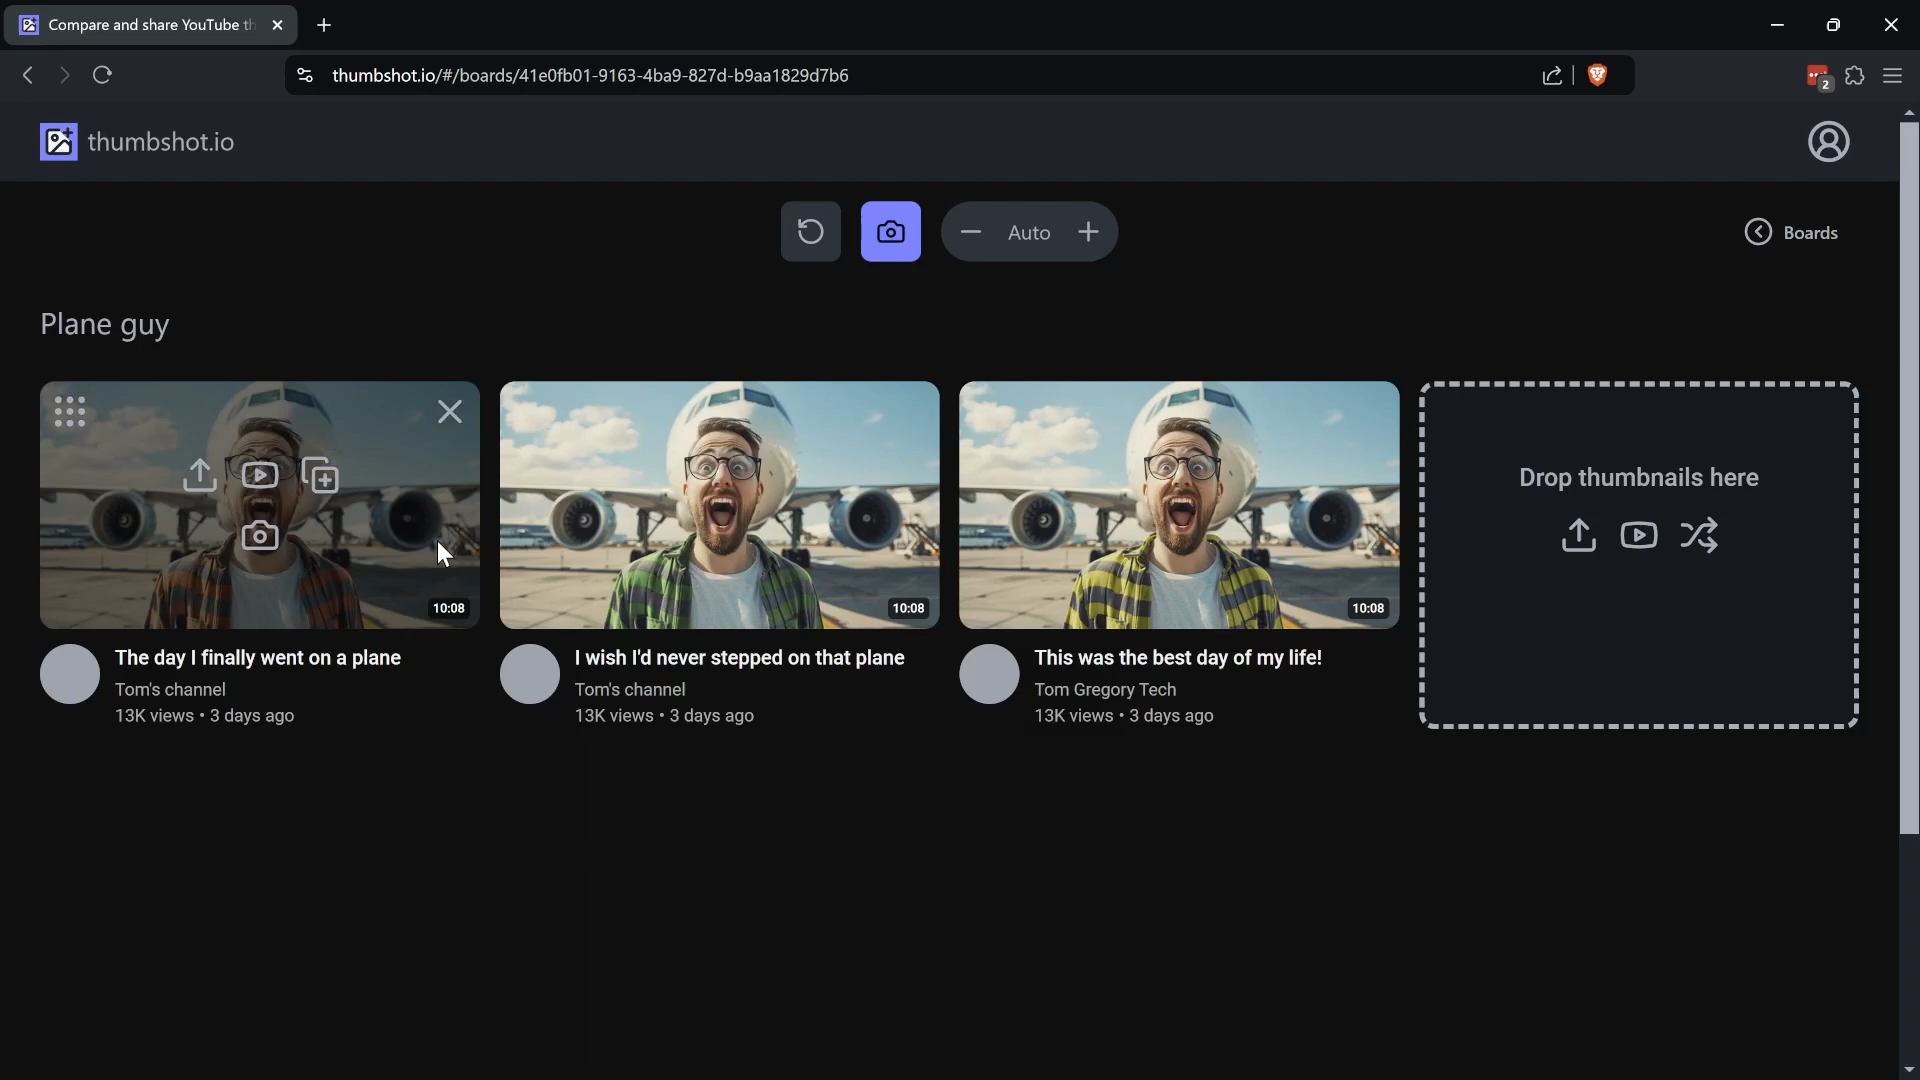 Compare and share YouTube th
thumbshot.io/#/boards/41e0fb01-9163-4ba9-827d-b9aa1829d7b6
2
thumbshot.io
Auto
Boards
Plane guy
10:08
10:08
10:08
Drop thumbnails here
The day I finally went on a plane
Tom's channel
13K views • 3 days ago
I wish I'd never stepped on that plane
Tom's channel
13K views • 3 days ago
This was the best day of my life!
Tom Gregory Tech
13K views • 3 days ago